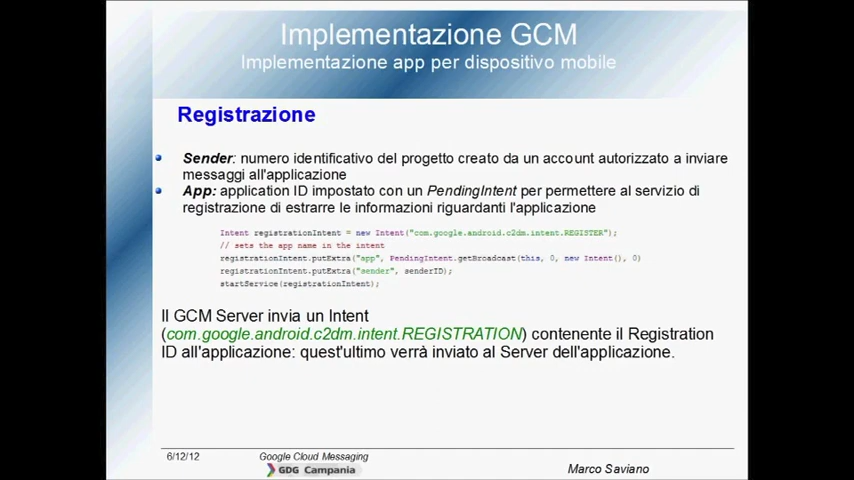 Implementazione GCM
Implementazione app per dispositivo mobile
Registrazione
Sender: numero identificativo del progetto creato da un account autorizzato a inviare
messaggi all'applicazione
App: application ID impostato con un PendingIntent per permettere al servizio di
registrazione di estrarre le informazioni riguardanti l'applicazione
Intent registrationIntent = new Intent("com.google.android.c2dm.intent.REGISTER");
// sets the app name in the intent
registrationIntent.putExtra("app", PendingIntent.getBroadcast(this, 0, new Intent(), 0)
registrationIntent.putExtra("sender", senderID);
startService(registrationIntent);
Il GCM Server invia un Intent
(com.google.android.c2dm.intent.REGISTRATION) contenente il Registration
ID all'applicazione: quest'ultimo verrà inviato al Server dell'applicazione.
6/12/12
Google Cloud Messaging
GDG Campania
Marco Saviano